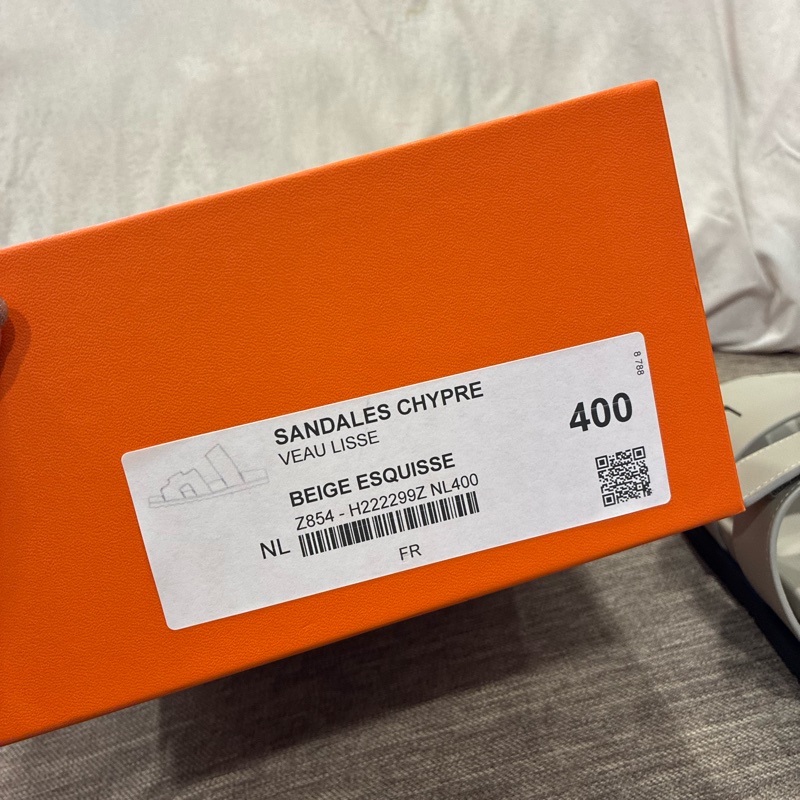 8 788
SANDALES CHYPRE
400
VEAU LISSE
BEIGE ESQUISSE
Z854 - H222299Z NL400
NL
FR